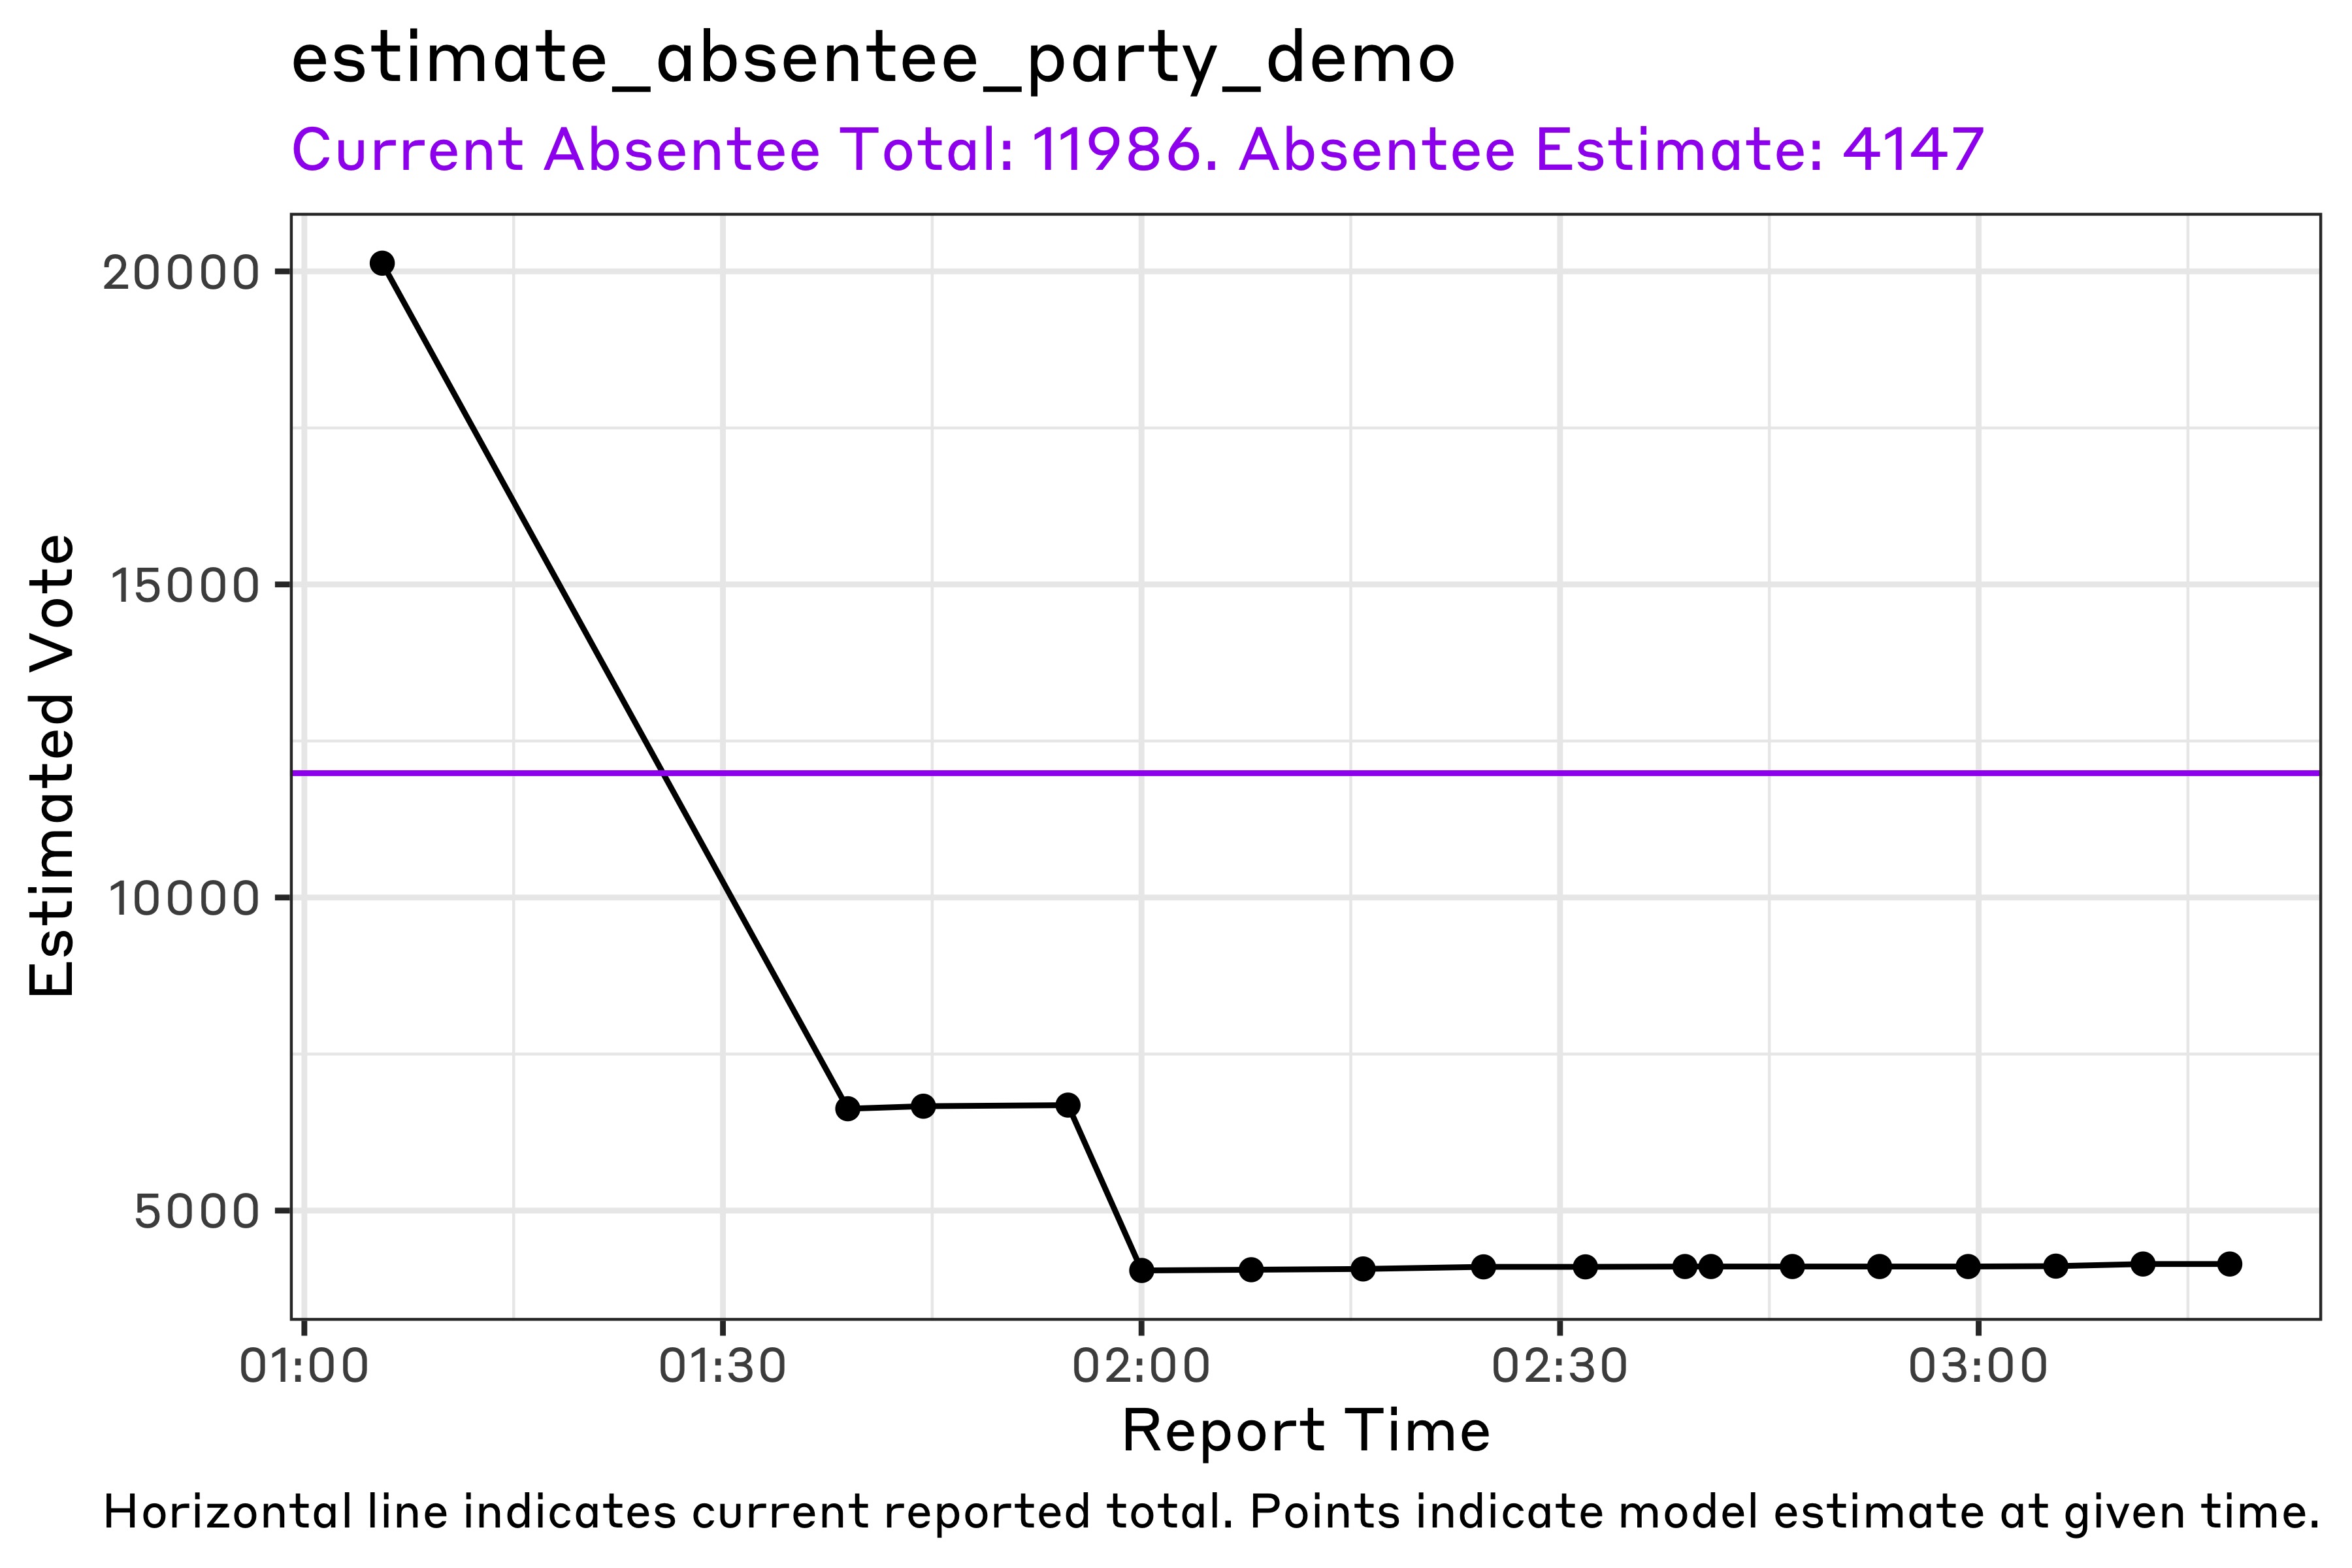 estimate_absentee_party_demo
Current Absentee Total: 11986. Absentee Estimate: 4147
20000
15000
10000
5000
Estimated Vote
01:00 01:30 02:00 02:30 03:00
Report Time
Horizontal line indicates current reported total. Points indicate model estimate at given time.